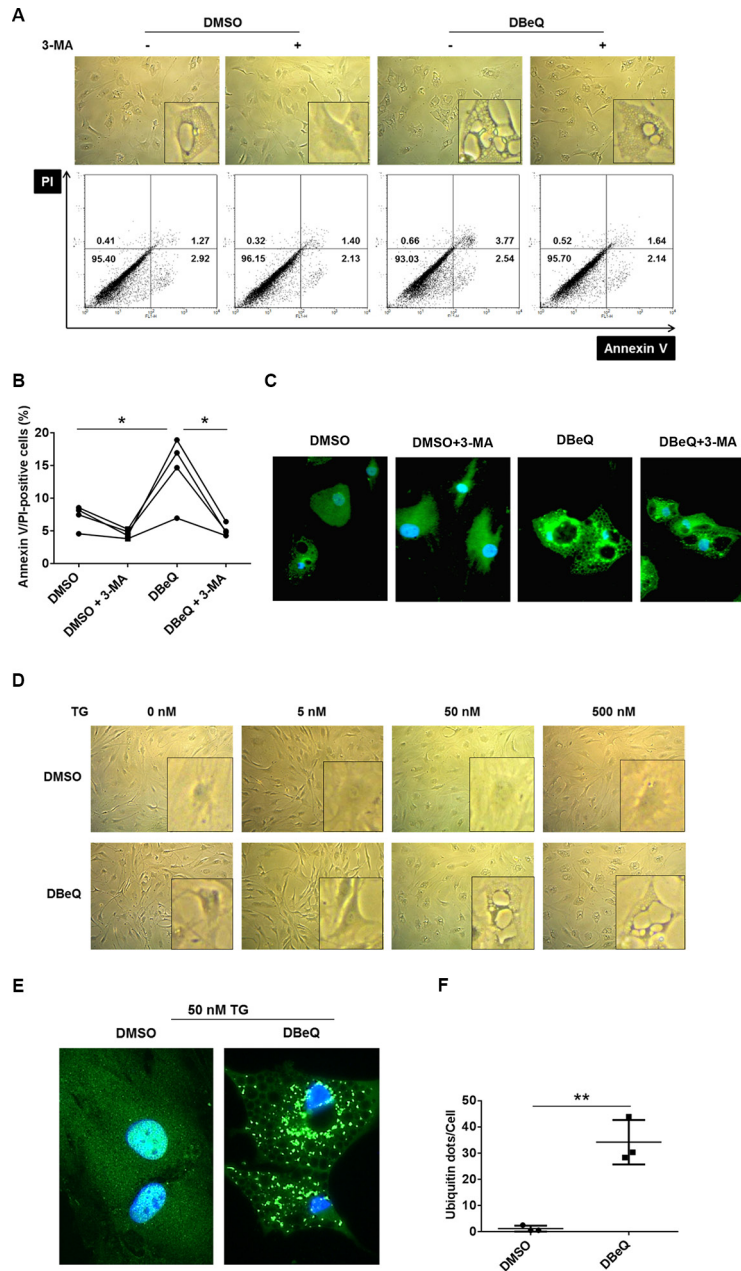 A
DMSO DBeQ
3-MA - + - +
PI
0.41 1.27 0.32 1.40 0.66 3.77 0.52 1.64
95.40 2.92 96.15 2.13 93.03 2.54 95.70 2.14
Annexin V
B
* *
Annexin V/PI-positive cells (%)
20
15
10
5
0
DMSO
DMSO + 3-MA
DBeQ
DBeQ + 3-MA
C
DMSO DMSO+3-MA DBeQ DBeQ+3-MA
D
TG 0 nM 5 nM 50 nM 500 nM
DMSO
DBeQ
E
50 nM TG
DMSO DBeQ
F
**
Ubiquitin dots/Cell
50
40
30
20
10
0
DMSO
DBeQ